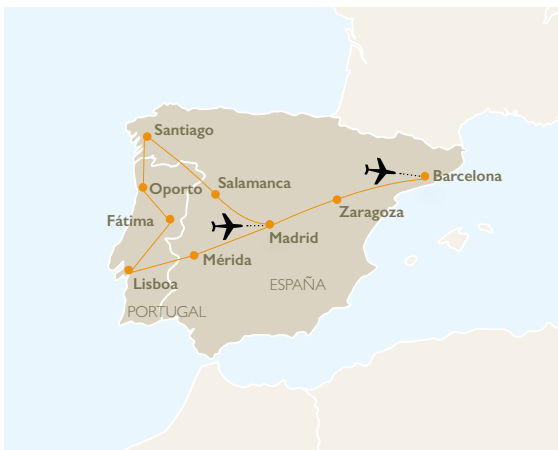 Santiago
Barcelona
Salamanca
Oporto
Zaragoza
Fátima
Madrid
Mérida
Lisboa
ESPAÑA
PORTUGAL